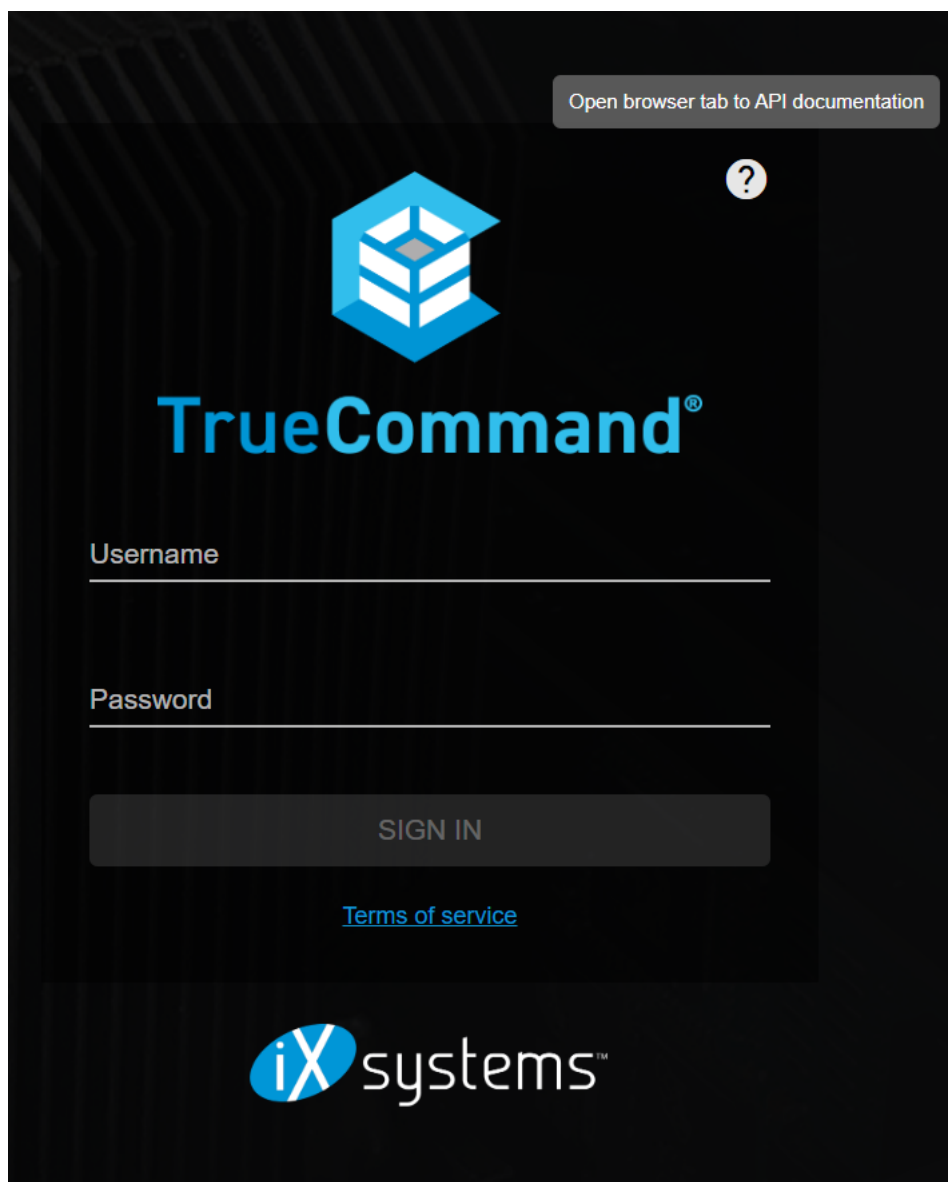 Open browser tab to API documentation
?
TrueCommand®
Username
Password
SIGN IN
Terms of service
iX systems™